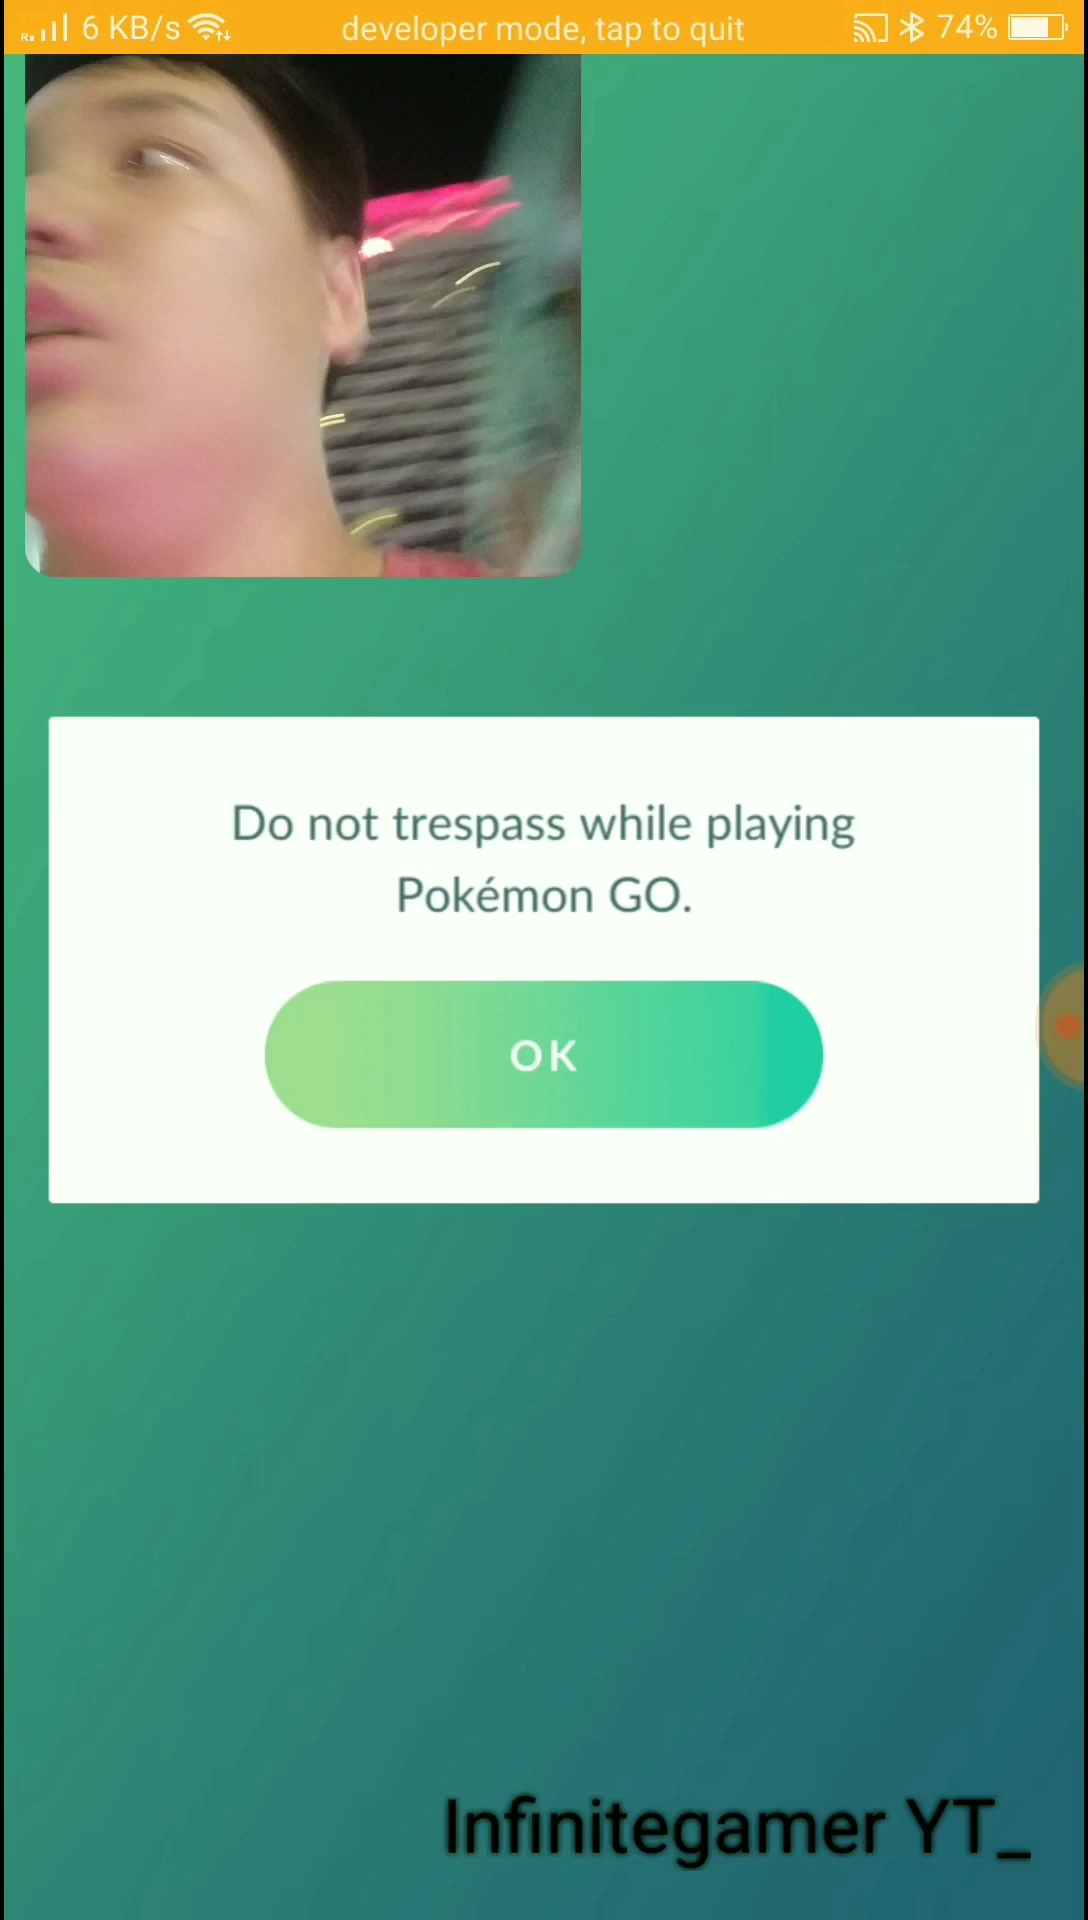 6 KB/s developer mode, tap to quit 74%
Do not trespass while playing
Pokémon GO.
OK
Infinitegamer YT_